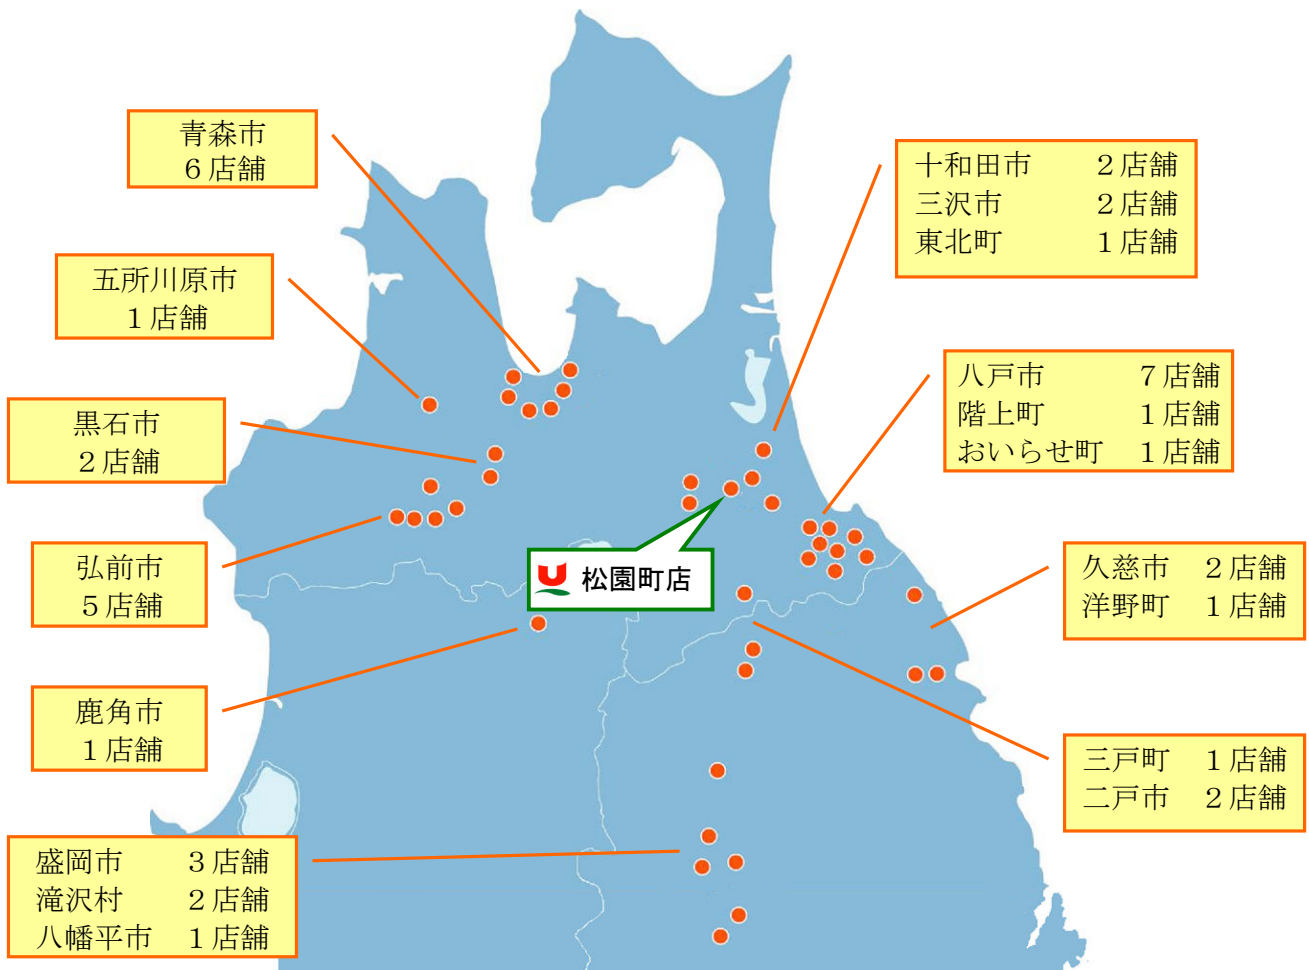 青森市
６店舗
十和田市 ２店舗
三沢市 ２店舗
東北町 １店舗
五所川原市
１店舗
八戸市 ７店舗
階上町 １店舗
おいらせ町 １店舗
黒石市
２店舗
弘前市
５店舗
松園町店
久慈市 ２店舗
洋野町 １店舗
鹿角市
１店舗
三戸町 １店舗
二戸市 ２店舗
盛岡市 ３店舗
滝沢村 ２店舗
八幡平市 １店舗